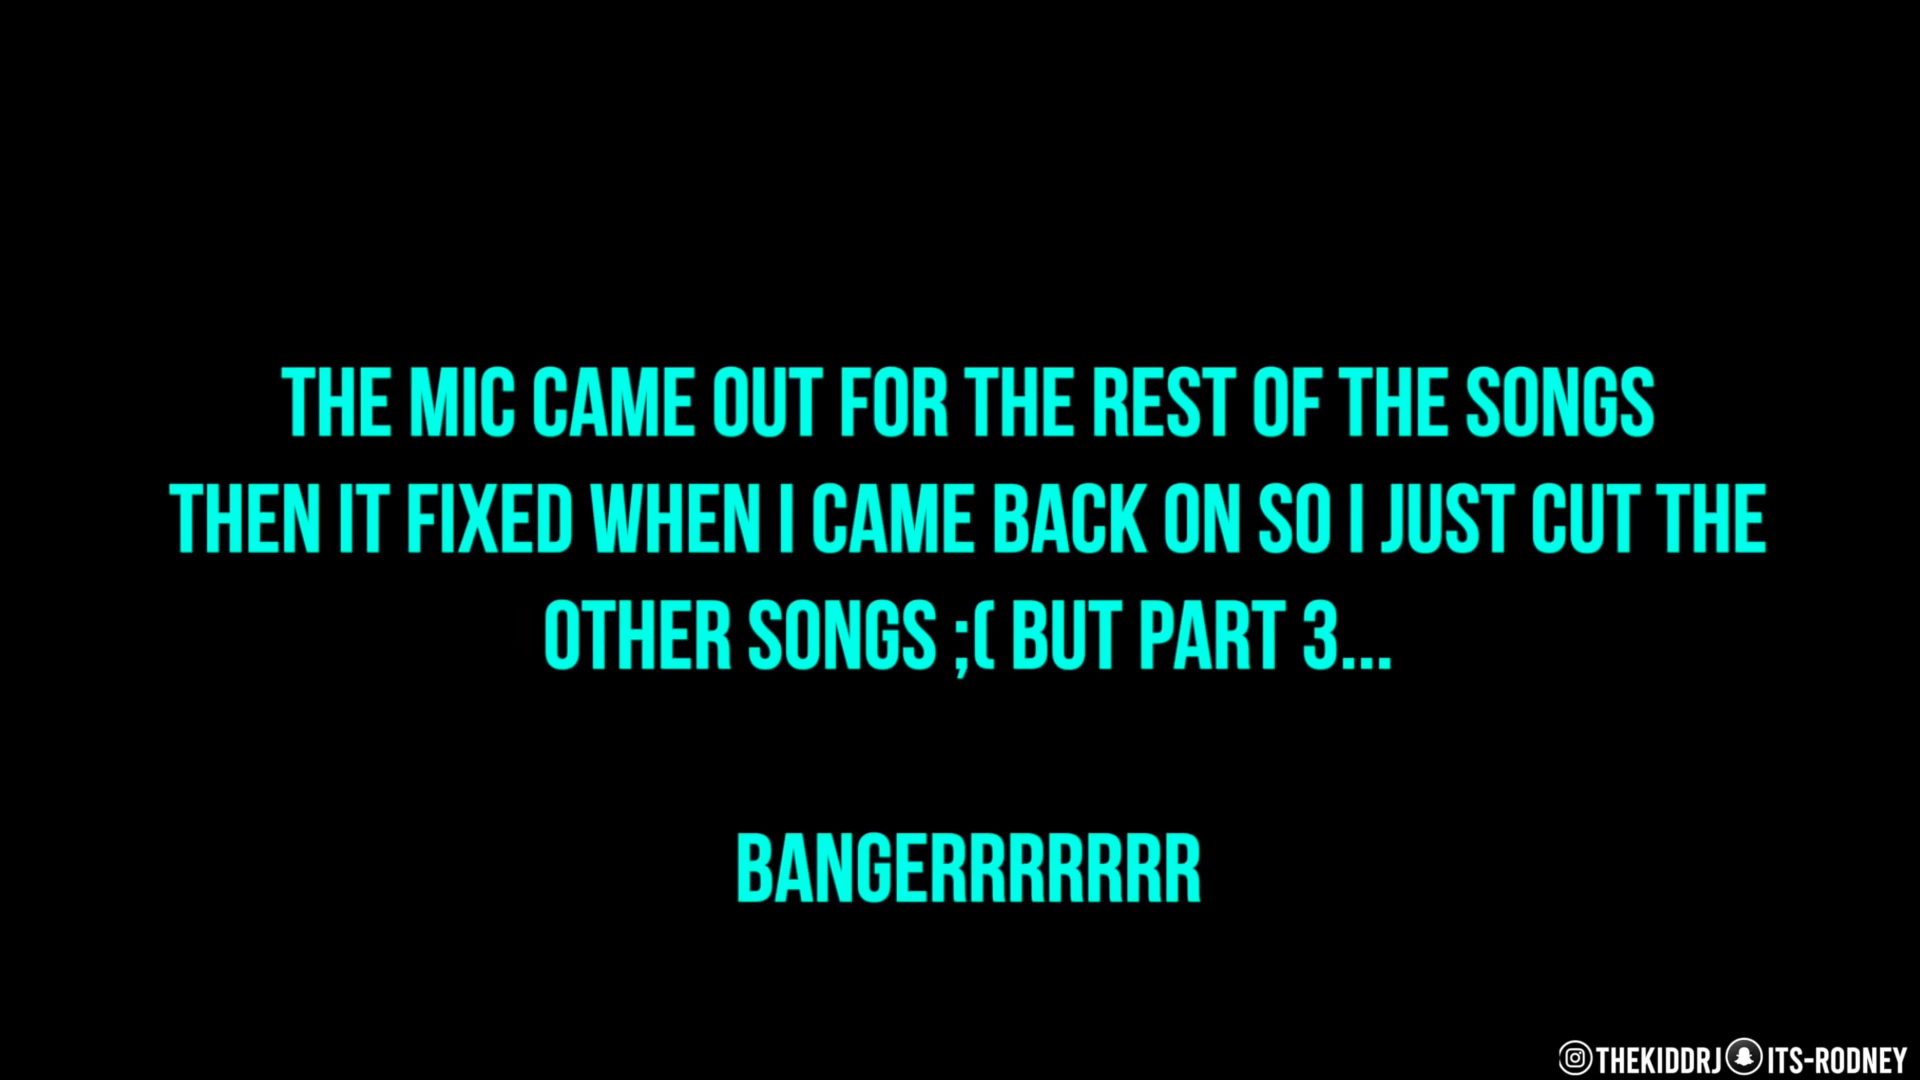 THE MIC CAME OUT FOR THE REST OF THE SONGS
THEN IT FIXED WHEN I CAME BACK ON SO I JUST CUT THE
OTHER SONGS ;( BUT PART 3...
BANGERRRRRRR
THEKIDDRJ ITS-RODNEY